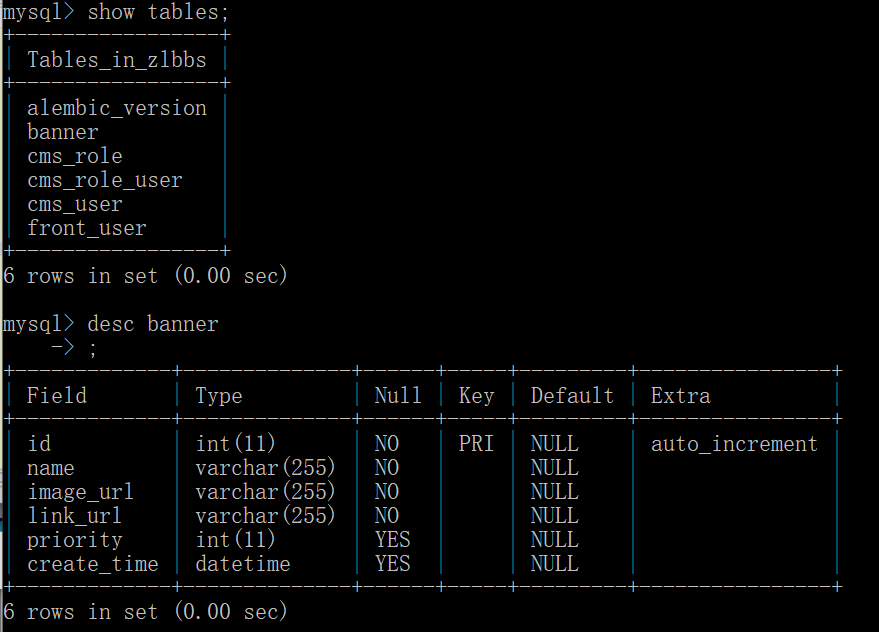 mysql> show tables;
+-----------------+
| Tables_in_zlbbs |
+-----------------+
| alembic_version |
| banner          |
| cms_role        |
| cms_role_user   |
| cms_user        |
| front_user      |
+-----------------+
6 rows in set (0.00 sec)

mysql> desc banner
    -> ;
+-------------+--------------+------+-----+---------+----------------+
| Field       | Type         | Null | Key | Default | Extra          |
+-------------+--------------+------+-----+---------+----------------+
| id          | int(11)      | NO   | PRI | NULL    | auto_increment |
| name        | varchar(255) | NO   |     | NULL    |                |
| image_url   | varchar(255) | NO   |     | NULL    |                |
| link_url    | varchar(255) | NO   |     | NULL    |                |
| priority    | int(11)      | YES  |     | NULL    |                |
| create_time | datetime     | YES  |     | NULL    |                |
+-------------+--------------+------+-----+---------+----------------+
6 rows in set (0.00 sec)